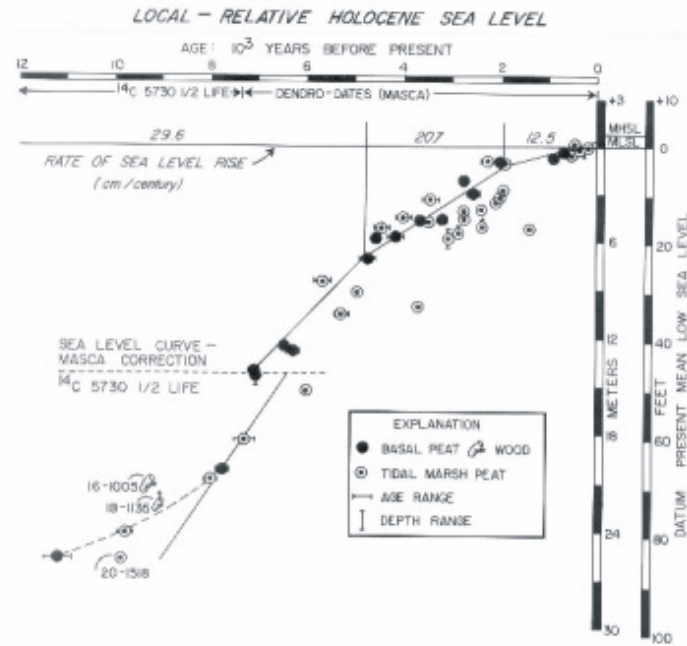 LOCAL – RELATIVE HOLOCENE SEA LEVEL
AGE: 10³ YEARS BEFORE PRESENT
12 10 8 6 4 2 0
¹⁴C 5730 1/2 LIFE DENDRO-DATES (MASCA)
+3 +10
29.6 207 12.5
MHSL
MLSL
0 0
RATE OF SEA LEVEL RISE
(cm/century)
6 20
SEA LEVEL CURVE –
MASCA CORRECTION
¹⁴C 5730 1/2 LIFE
12 40
METERS
FEET
DATUM PRESENT MEAN LOW SEA LEVEL
EXPLANATION
BASAL PEAT WOOD
TIDAL MARSH PEAT
AGE RANGE
DEPTH RANGE
18 60
16-1005
18-1135
20-1518
24 80
30 100